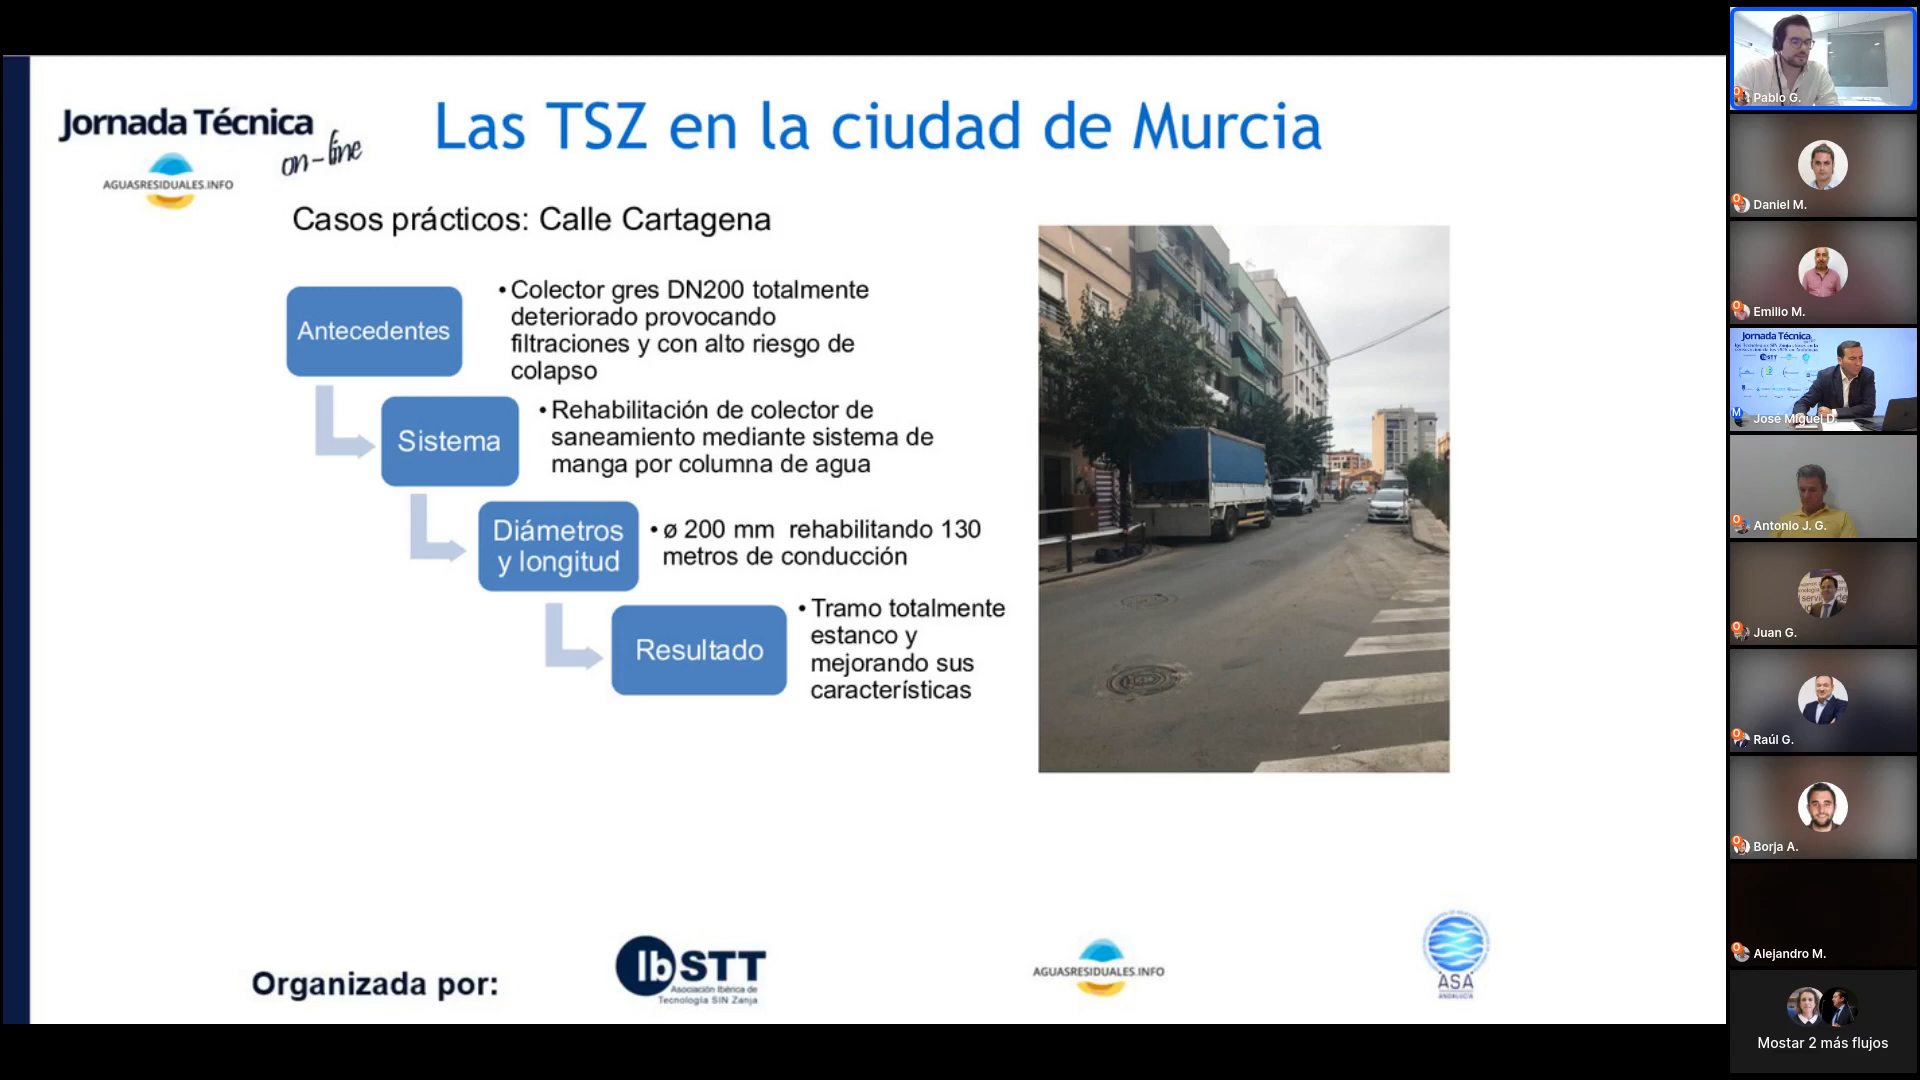 Jornada Técnica
on-line
AGUASRESIDUALES.INFO
Las TSZ en la ciudad de Murcia
Casos prácticos: Calle Cartagena
Antecedentes
• Colector gres DN200 totalmente
deteriorado provocando
filtraciones y con alto riesgo de
colapso
Sistema
• Rehabilitación de colector de
saneamiento mediante sistema de
manga por columna de agua
Diámetros
y longitud
• ø 200 mm rehabilitando 130
metros de conducción
Resultado
• Tramo totalmente
estanco y
mejorando sus
características
Organizada por:
IbSTT
Asociación Ibérica de
Tecnología SIN Zanja
AGUASRESIDUALES.INFO
ASA
ANDALUCÍA
Pablo G.
Daniel M.
Emilio M.
Jornada Técnica
José Miguel D.
Antonio J. G.
Juan G.
Raúl G.
Borja A.
Alejandro M.
Mostar 2 más flujos